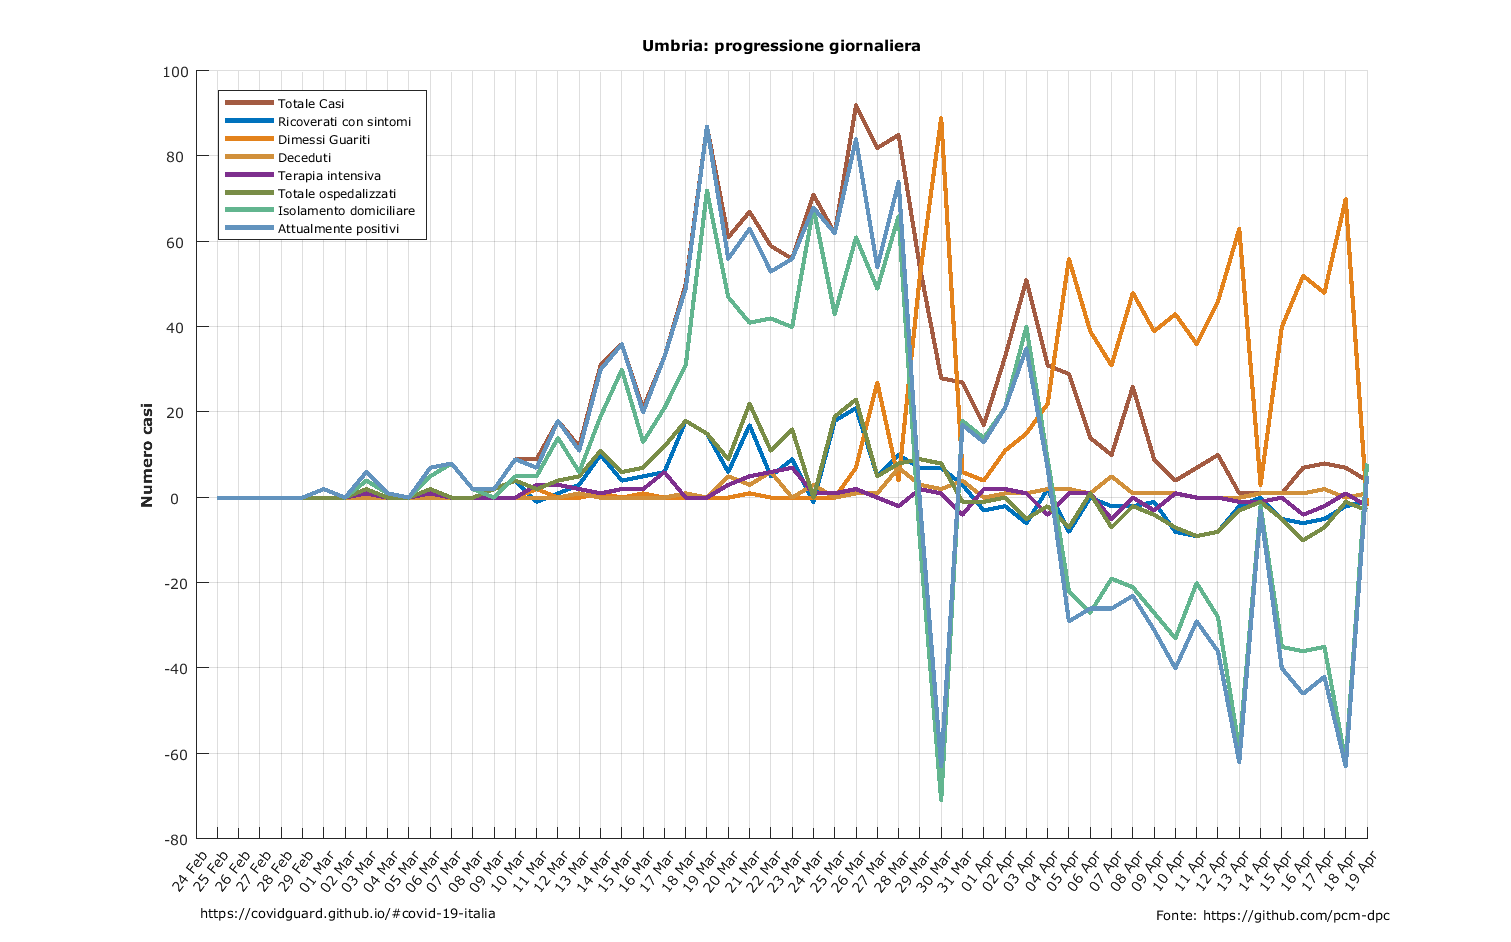 Umbria: progressione giornaliera
Numero casi
100
80
60
40
20
0
-20
-40
-60
-80
Totale Casi
Ricoverati con sintomi
Dimessi Guariti
Deceduti
Terapia intensiva
Totale ospedalizzati
Isolamento domiciliare
Attualmente positivi
24 Feb
25 Feb
26 Feb
27 Feb
28 Feb
29 Feb
01 Mar
02 Mar
03 Mar
04 Mar
05 Mar
06 Mar
07 Mar
08 Mar
09 Mar
10 Mar
11 Mar
12 Mar
13 Mar
14 Mar
15 Mar
16 Mar
17 Mar
18 Mar
19 Mar
20 Mar
21 Mar
22 Mar
23 Mar
24 Mar
25 Mar
26 Mar
27 Mar
28 Mar
29 Mar
30 Mar
31 Mar
01 Apr
02 Apr
03 Apr
04 Apr
05 Apr
06 Apr
07 Apr
08 Apr
09 Apr
10 Apr
11 Apr
12 Apr
13 Apr
14 Apr
15 Apr
16 Apr
17 Apr
18 Apr
19 Apr
https://covidguard.github.io/#covid-19-italia
Fonte: https://github.com/pcm-dpc